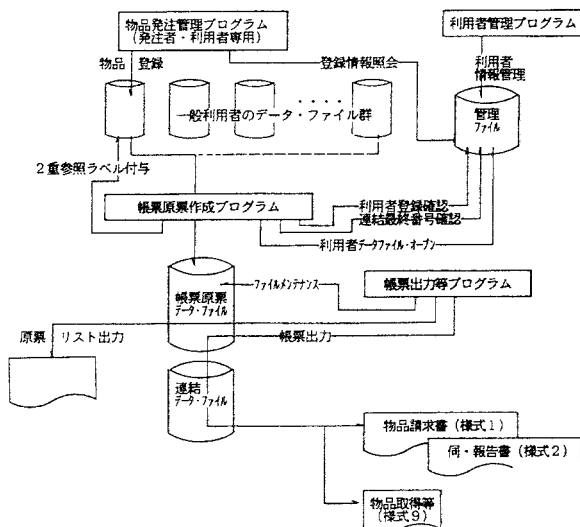 物品発注管理プログラム
(発注者・利用者専用)
利用者管理プログラム
物品 登録
登録情報照会
利用者
情報管理
一般利用者のデータ・ファイル群
管理
ファイル
2重参照ラベル付与
帳票原票作成プログラム
利用者登録確認
連結最終番号確認
利用者データファイル・オープン
帳票原票
データ・ファイル
ファイルメンテナンス
帳票出力等プログラム
原票 リスト出力
帳票出力
連結
データ・ファイル
物品請求書(様式1)
伺・報告書(様式2)
物品取得等
(様式9)